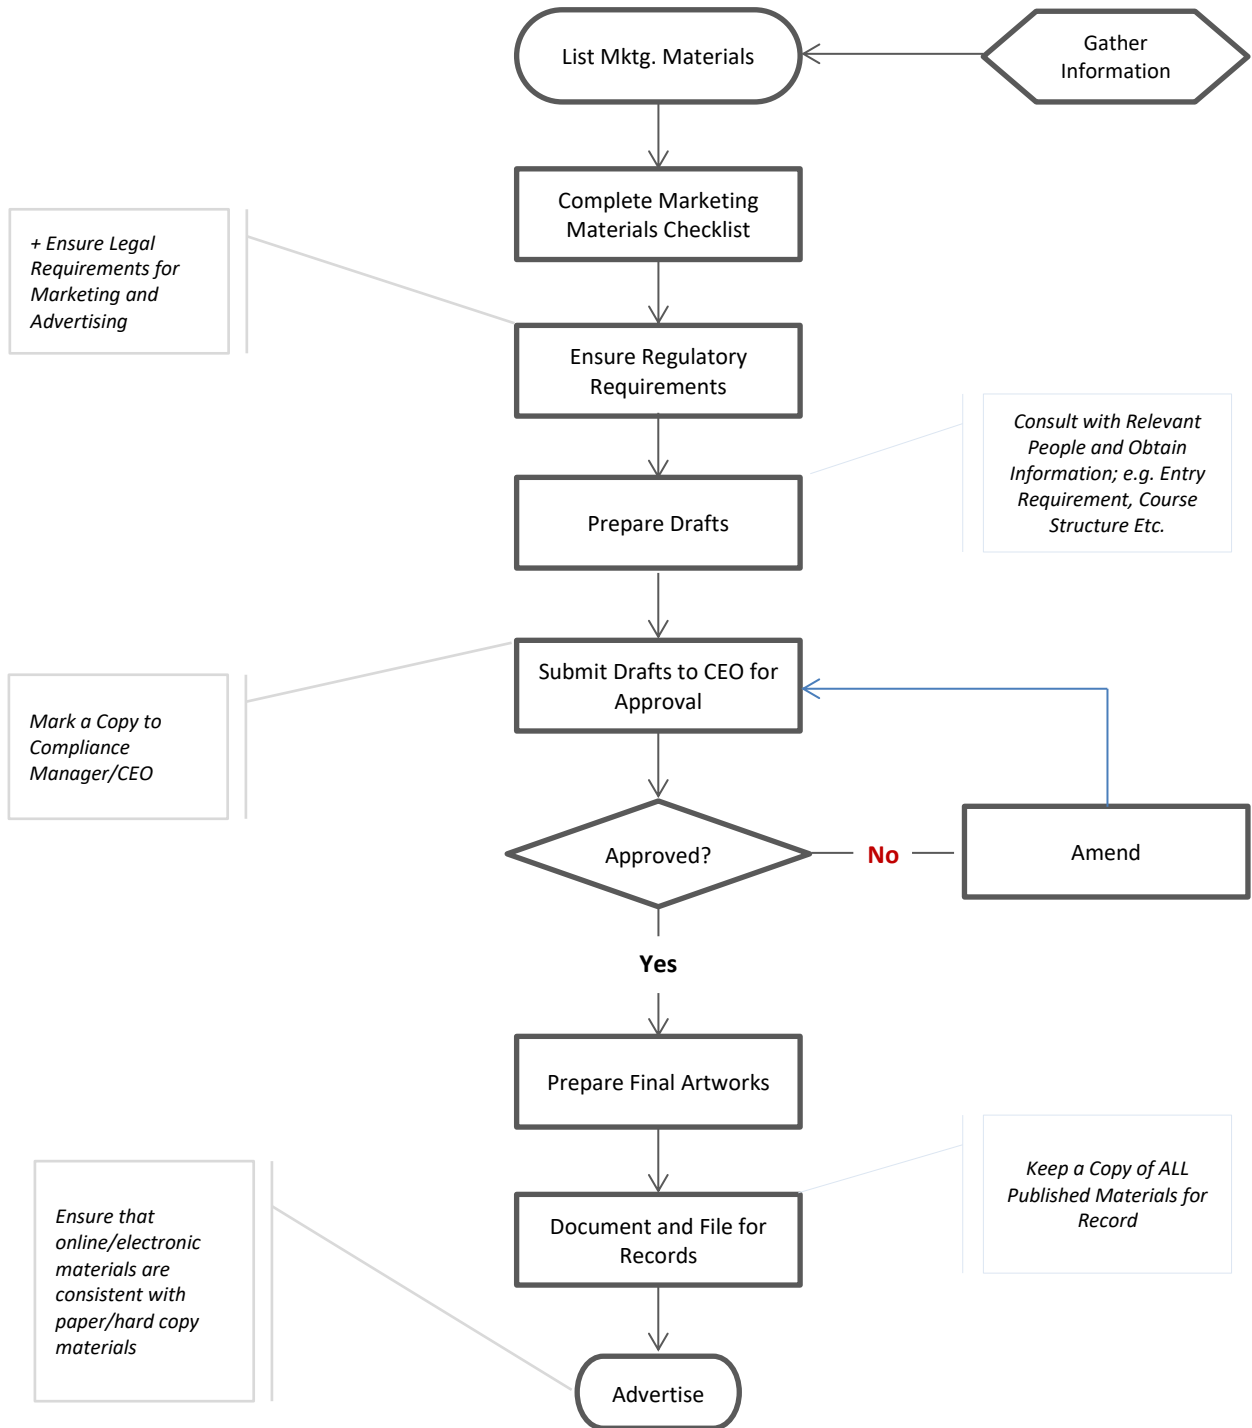 List Mktg. Materials
Gather
Information
Complete Marketing
Materials Checklist
+ Ensure Legal
Requirements for
Marketing and
Advertising
Ensure Regulatory
Requirements
Consult with Relevant
People and Obtain
Information; e.g. Entry
Requirement, Course
Structure Etc.
Prepare Drafts
Submit Drafts to CEO for
Approval
Mark a Copy to
Compliance
Manager/CEO
Approved?
No
Amend
Yes
Prepare Final Artworks
Keep a Copy of ALL
Published Materials for
Record
Document and File for
Records
Ensure that
online/electronic
materials are
consistent with
paper/hard copy
materials
Advertise